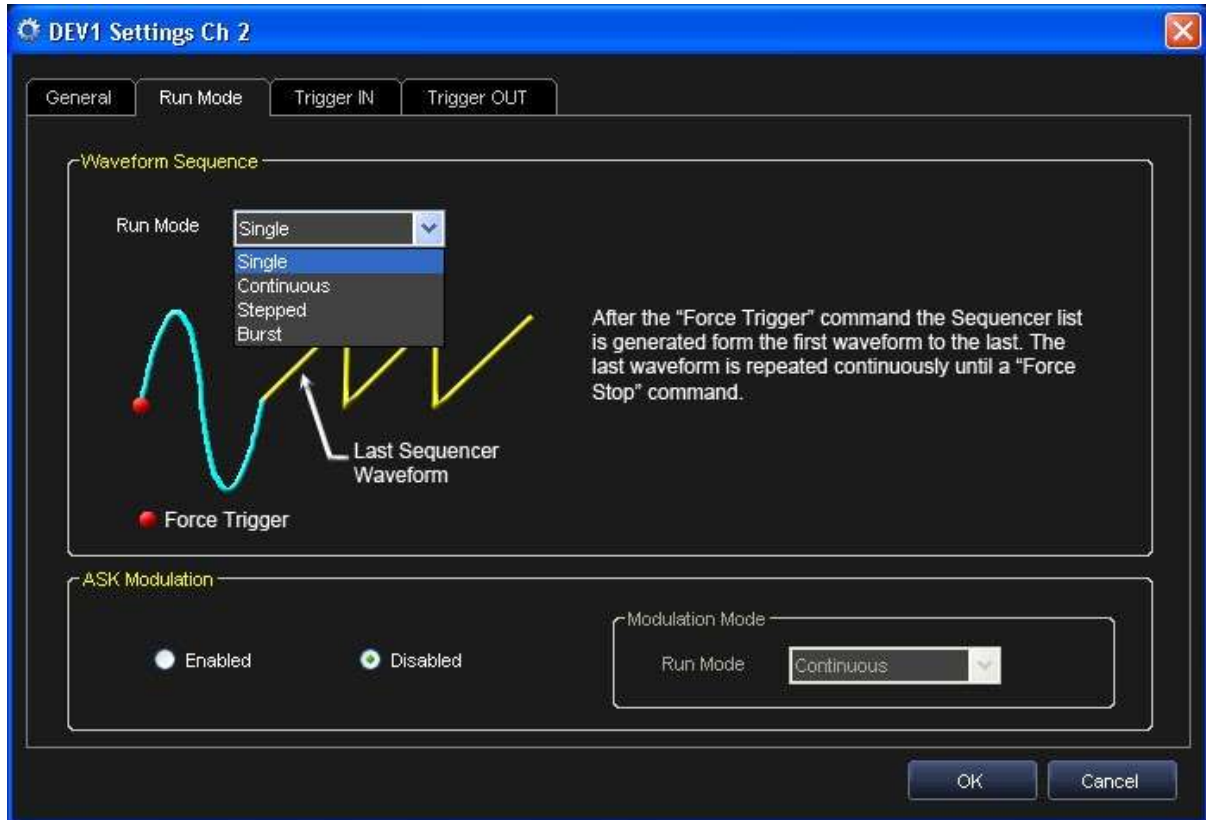 DEV1 Settings Ch 2
General
Run Mode
Trigger IN
Trigger OUT
Waveform Sequence
Run Mode
Single
Single
Continuous
Stepped
Burst
After the “Force Trigger” command the Sequencer list
is generated form the first waveform to the last. The
last waveform is repeated continuously until a “Force
Stop” command.
Last Sequencer
Waveform
Force Trigger
ASK Modulation
Enabled
Disabled
Modulation Mode
Run Mode
Continuous
OK
Cancel